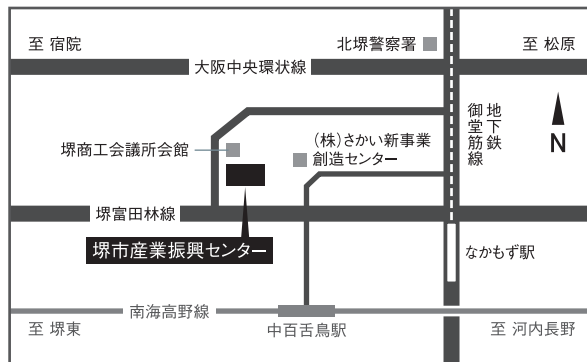 至 宿院
北堺警察署
至 松原
大阪中央環状線
地下鉄
御堂筋線
N
(株)さかい新事業
創造センター
堺商工会議所会館
堺富田林線
堺市産業振興センター
なかもず駅
南海高野線
至 堺東
中百舌鳥駅
至 河内長野